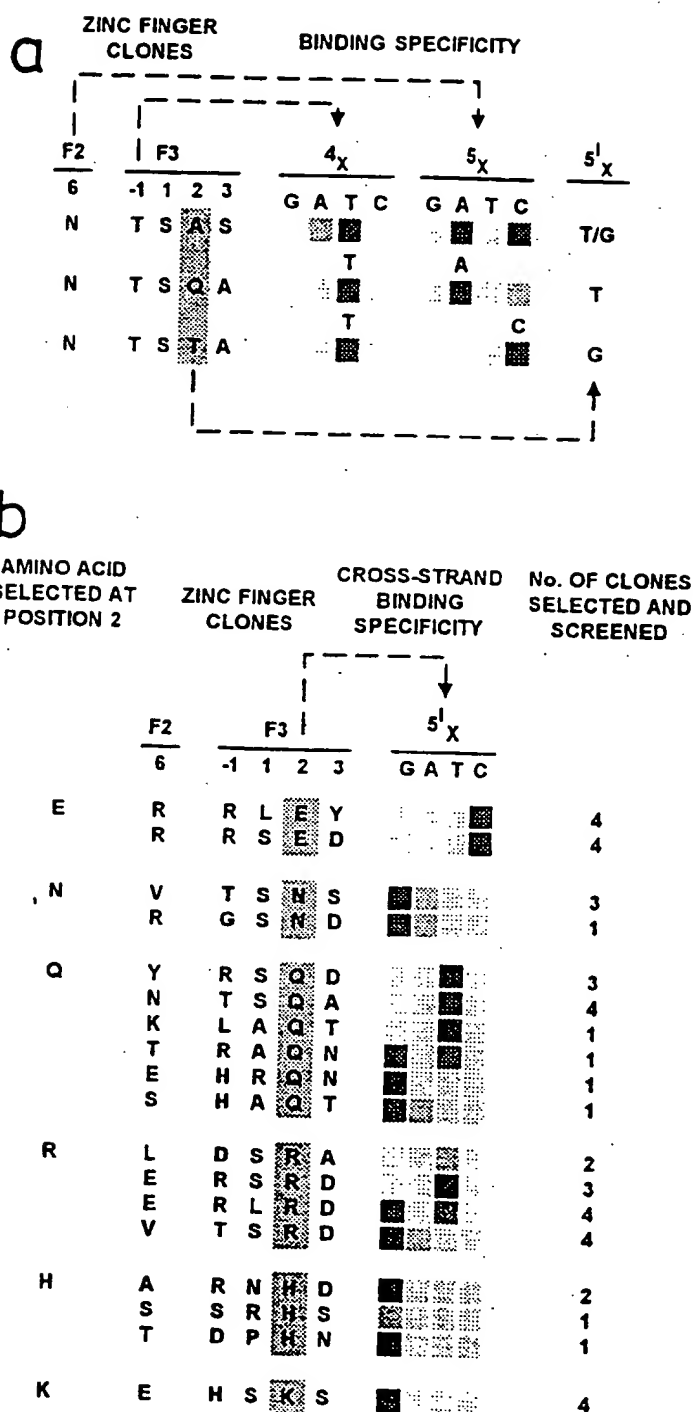 a
ZINC FINGER CLONES
BINDING SPECIFICITY
F2 F3 4X 5X 5'X
6 -1 1 2 3 G A T C G A T C
N T S A S T/G
T A
N T S Q A T
T C
N T S T A G
b
AMINO ACID SELECTED AT POSITION 2
ZINC FINGER CLONES
CROSS-STRAND BINDING SPECIFICITY
No. OF CLONES SELECTED AND SCREENED
F2 F3 5'X
6 -1 1 2 3 G A T C
E R R L E Y 4
R R S E D 4
N V T S N S 3
R G S N D 1
Q Y R S Q D 3
N T S Q A 4
K L A Q T 1
T R A Q N 1
E H R Q N 1
S H A Q T 1
R L D S R A 2
E R S R D 3
E R L R D 4
V T S R D 4
H A R N H D 2
S S R H S 1
T D P H N 1
K E H S K S 4